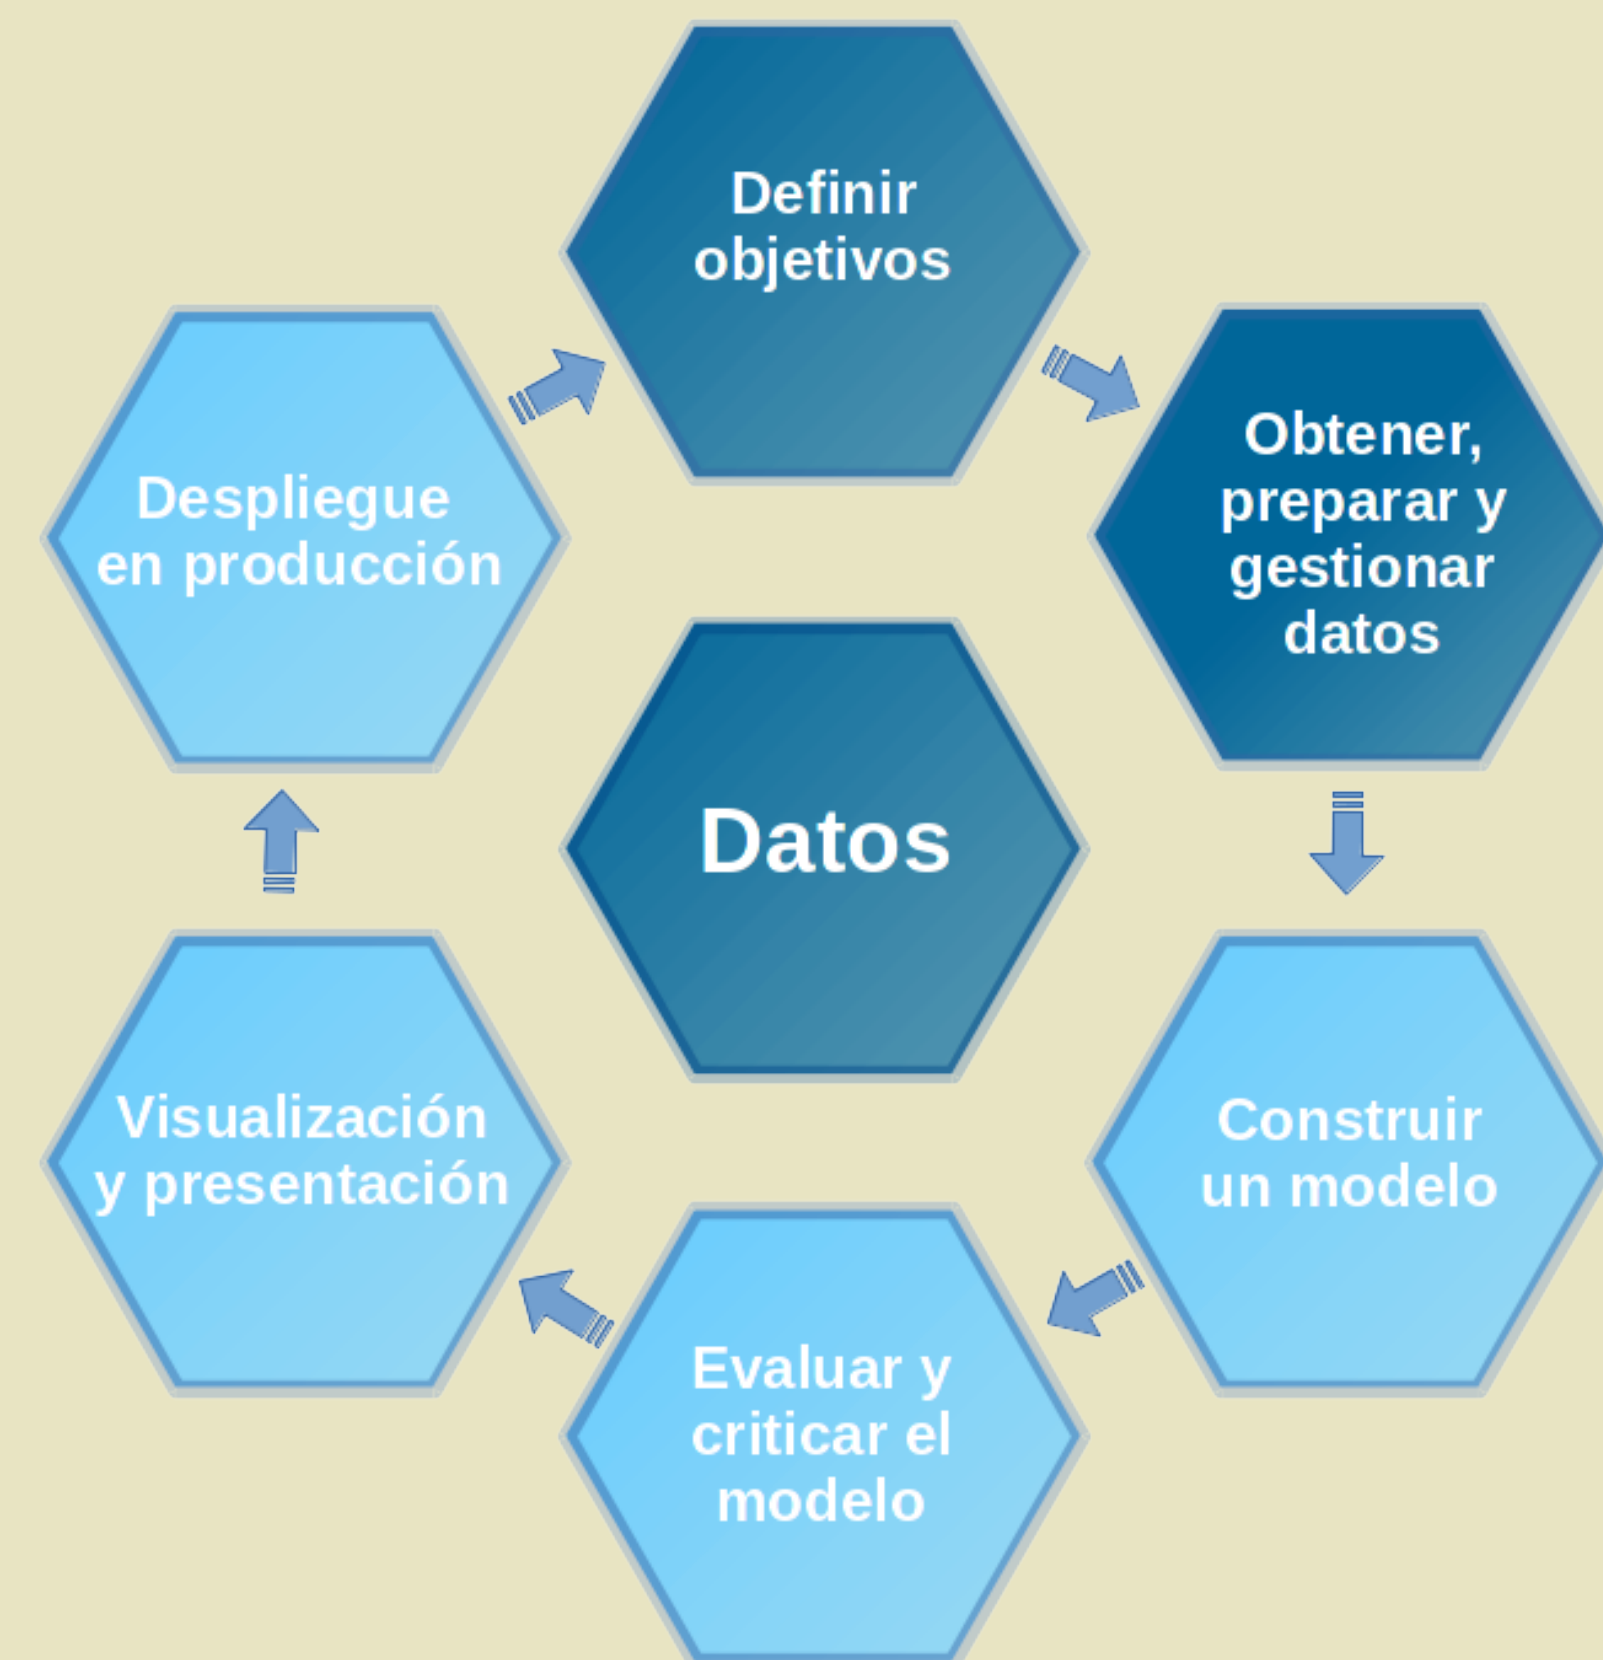 Definir
objetivos
Obtener,
preparar y
gestionar
datos
Construir
un modelo
Evaluar y
criticar el
modelo
Visualización
y presentación
Despliegue
en producción
Datos